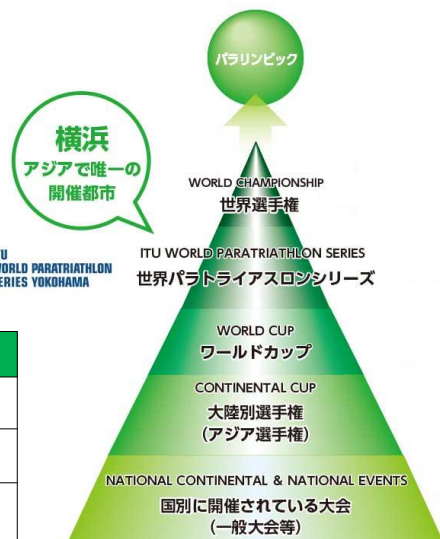 パラリンピック
横浜
アジアで唯一の
開催都市
WORLD CHAMPIONSHIP
世界選手権
WORLD PARATRIATHLON
SERIES YOKOHAMA
ITU WORLD PARATRIATHLON SERIES
世界パラトライアスロンシリーズ
WORLD CUP
ワールドカップ
CONTINENTAL CUP
大陸別選手権
(アジア選手権)
NATIONAL CONTINENTAL & NATIONAL EVENTS
国別に開催されている大会
(一般大会等)